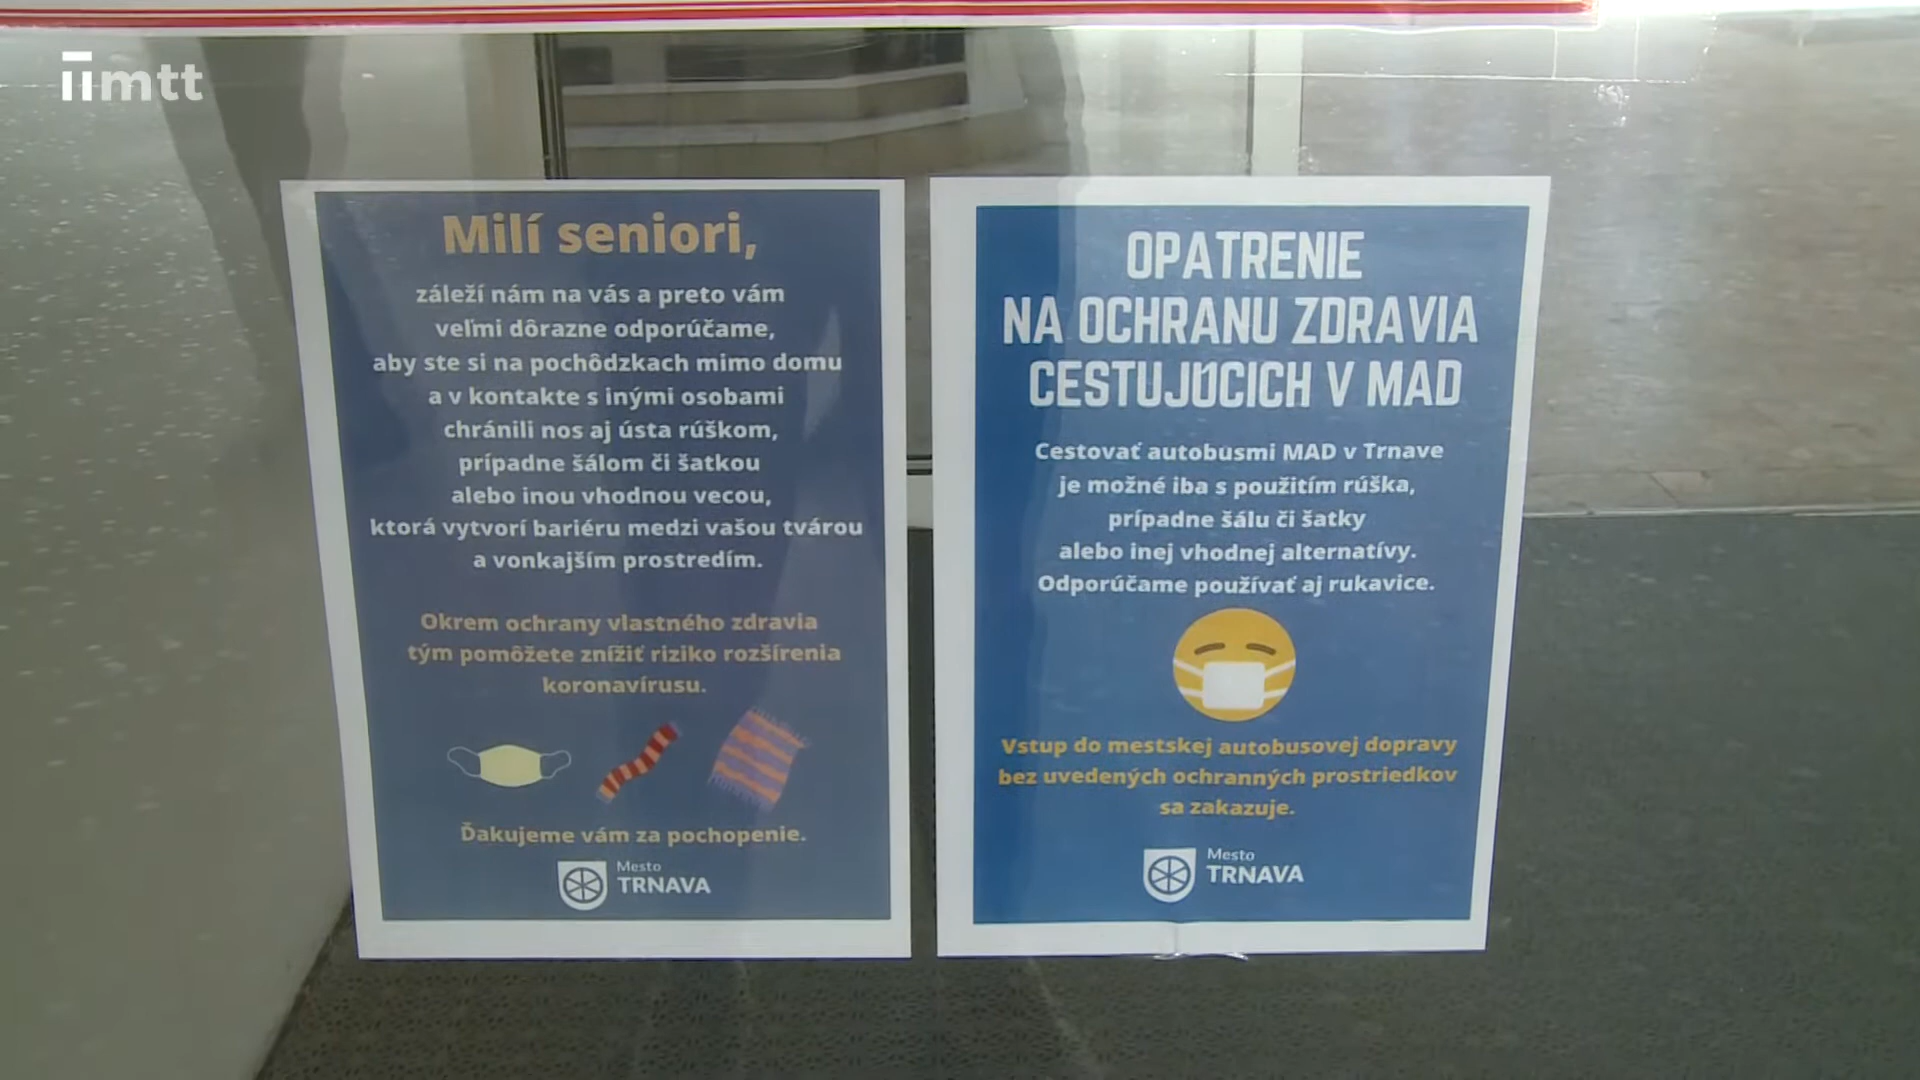 mtt
Milí seniori,
záleží nám na vás a preto vám
veľmi dôrazne odporúčame,
aby ste si na pochôdzkach mimo domu
a v kontakte s inými osobami
chránili nos aj ústa rúškom,
prípadne šálom či šatkou
alebo inou vhodnou vecou,
ktorá vytvorí bariéru medzi vašou tvárou
a vonkajším prostredím.
Okrem ochrany vlastného zdravia
tým pomôžete znížiť riziko rozšírenia
koronavírusu.
Ďakujeme vám za pochopenie.
Mesto
TRNAVA
OPATRENIE
NA OCHRANU ZDRAVIA
CESTUJÚCICH V MAD
Cestovať autobusmi MAD v Trnave
je možné iba s použitím rúška,
prípadne šálu či šatky
alebo inej vhodnej alternatívy.
Odporúčame používať aj rukavice.
Vstup do mestskej autobusovej dopravy
bez uvedených ochranných prostriedkov
sa zakazuje.
Mesto
TRNAVA